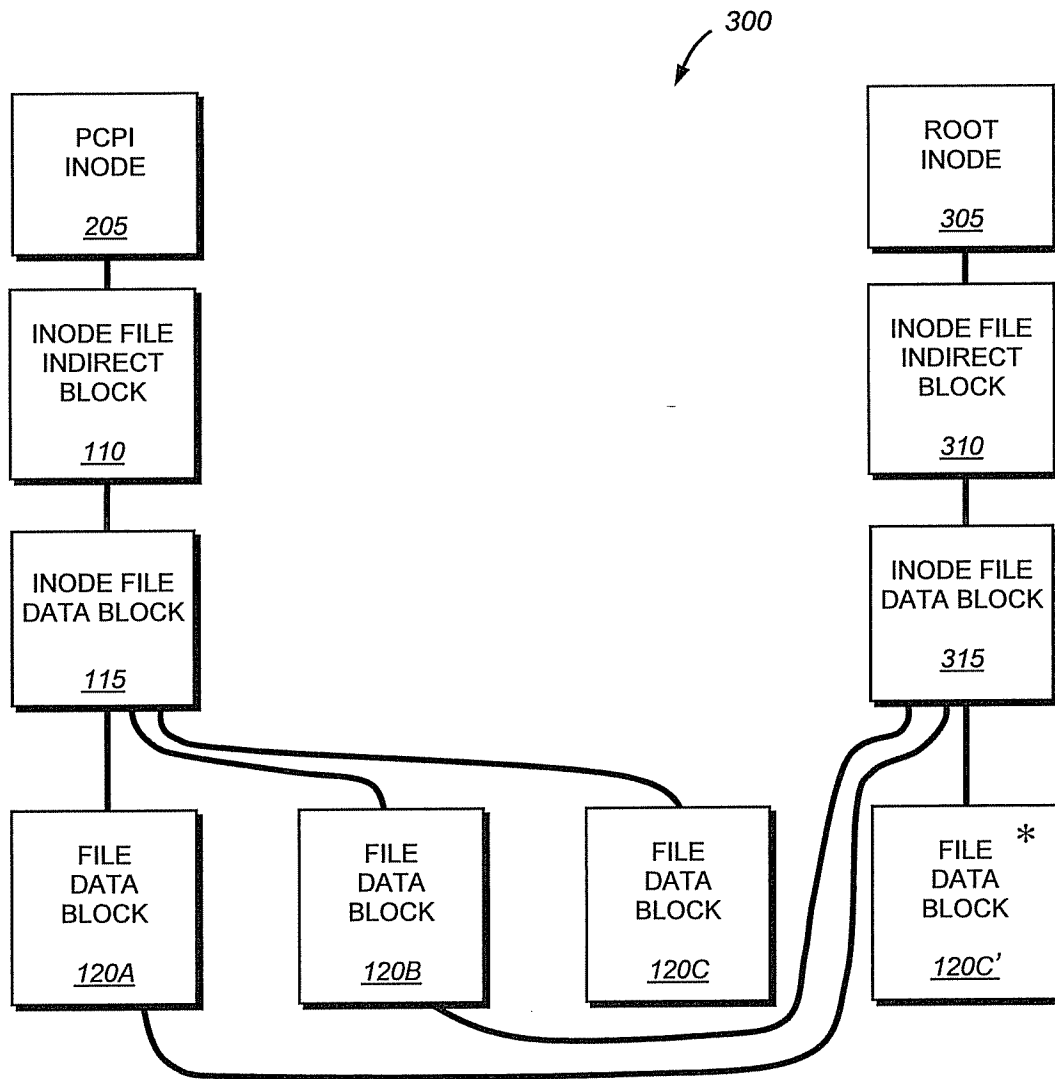 300
PCPI
INODE
205
ROOT
INODE
305
INODE FILE
INDIRECT
BLOCK
110
INODE FILE
INDIRECT
BLOCK
310
INODE FILE
DATA BLOCK
115
INODE FILE
DATA BLOCK
315
FILE
DATA
BLOCK
120A
FILE
DATA
BLOCK
120B
FILE
DATA
BLOCK
120C
FILE *
DATA
BLOCK
120C'